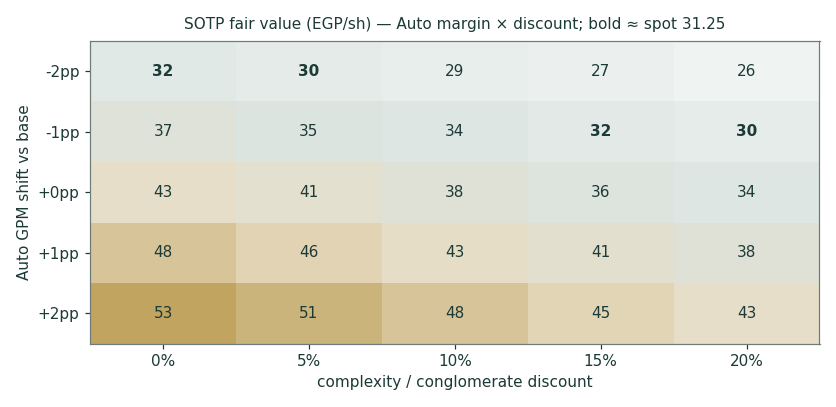 SOTP fair value (EGP/sh) — Auto margin × discount; bold ≈ spot 31.25
Auto GPM shift vs base
-2pp 32 30 29 27 26
-1pp 37 35 34 32 30
+0pp 43 41 38 36 34
+1pp 48 46 43 41 38
+2pp 53 51 48 45 43
0% 5% 10% 15% 20%
complexity / conglomerate discount